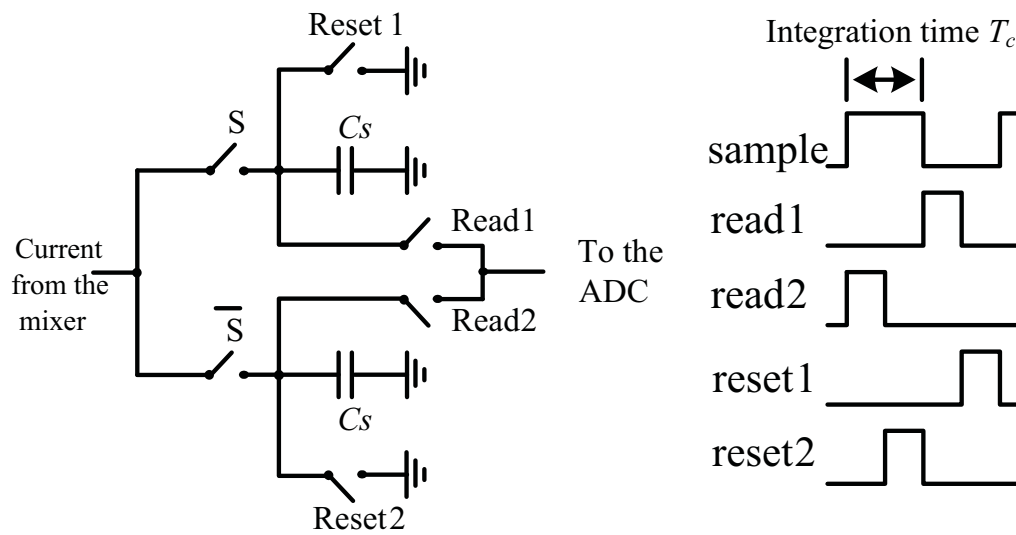 Reset 1
Integration time Tc
S
Cs
sample
Read1
read1
Current
from the
mixer
To the
ADC
read2
Read2
S̅
reset1
Cs
reset2
Reset2